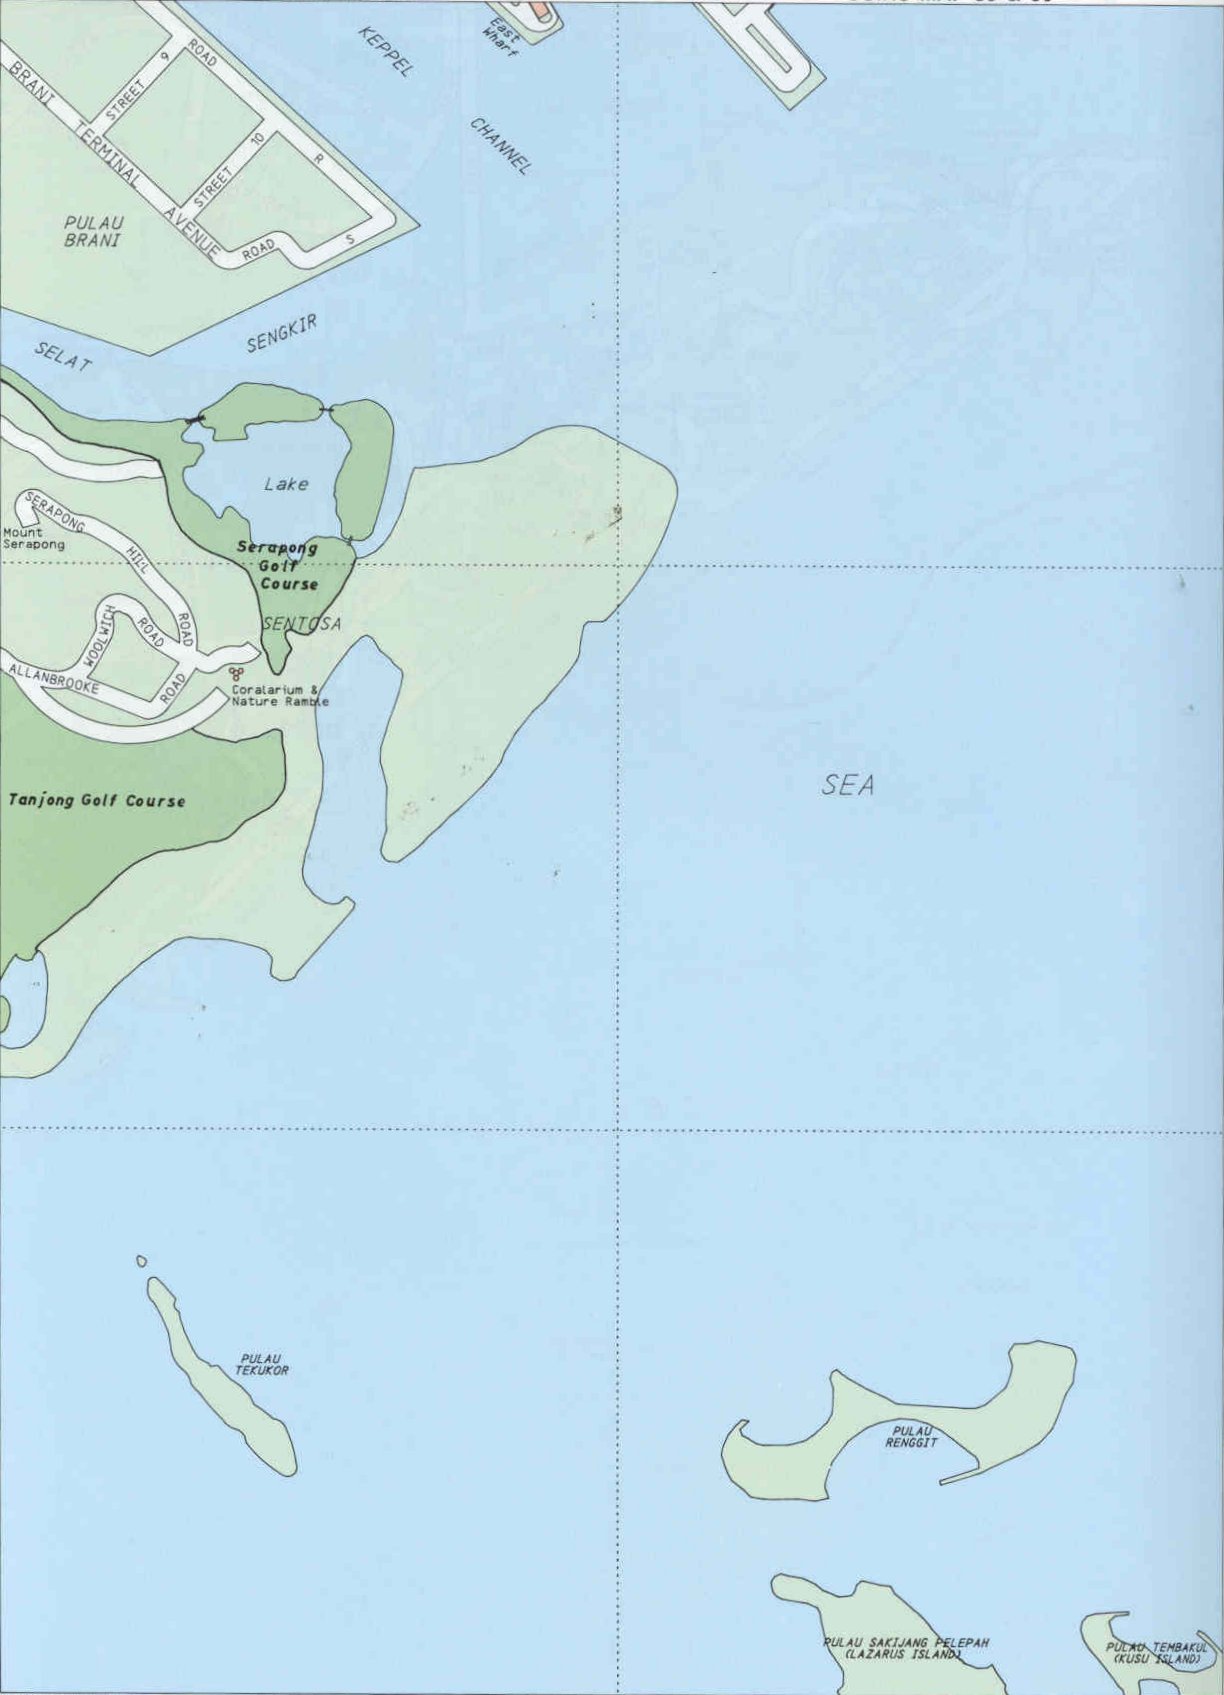 KEPPEL
CHANNEL
East
Wharf
ROAD
9
STREET
BRANI
TERMINAL
AVENUE
STREET
10
R
ROAD
S
PULAU
BRANI
SELAT
SENGKIR
Lake
SERAPONG
HILL
ROAD
Mount
Serapong
Serapong
Golf
Course
SENTOSA
WOOLWICH
ROAD
ALLANBROOKE
ROAD
Coralarium &
Nature Ramble
Tanjong Golf Course
SEA
PULAU
TEKUKOR
PULAU
RENGGIT
PULAU SAKIJANG PELEPAH
(LAZARUS ISLAND)
PULAU TEMBAKUL
(KUSU ISLAND)